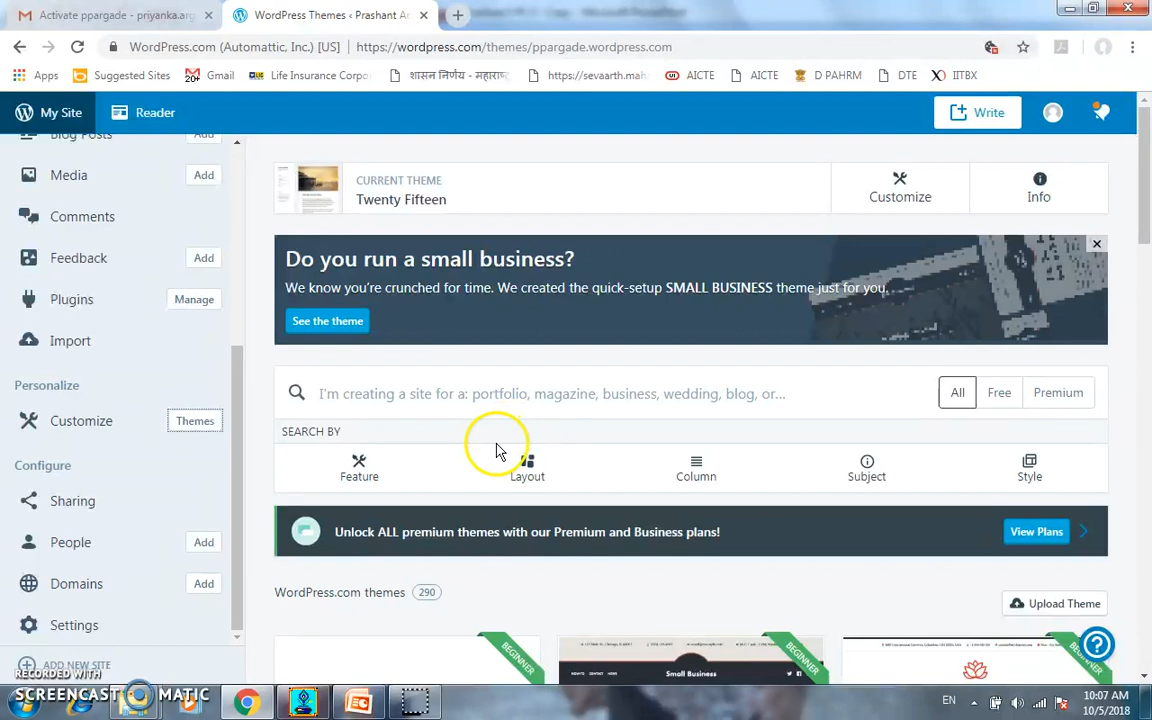 Activate ppargade - priyanka.arg
WordPress Themes ‹ Prashant Ar
WordPress.com (Automattic, Inc.) [US] https://wordpress.com/themes/ppargade.wordpress.com
Apps Suggested Sites Gmail Life Insurance Corpo शासन निर्णय - महाराष्ट् https://sevaarth.mah AICTE AICTE D PAHRM DTE IITBX
My Site Reader Write
Blog Posts Add
Media Add
Comments
Feedback Add
Plugins Manage
Import
Personalize
Customize Themes
Configure
Sharing
People Add
Domains Add
Settings
ADD NEW SITE
CURRENT THEME
Twenty Fifteen
Customize
Info
Do you run a small business?
We know you're crunched for time. We created the quick-setup SMALL BUSINESS theme just for you.
See the theme
I'm creating a site for a: portfolio, magazine, business, wedding, blog, or...
All Free Premium
SEARCH BY
Feature Layout Column Subject Style
Unlock ALL premium themes with our Premium and Business plans!
View Plans
WordPress.com themes 290
Upload Theme
BEGINNER BEGINNER BEGINNER
Small Business
RECORDED WITH
SCREENCAST MATIC
EN
10:07 AM
10/5/2018